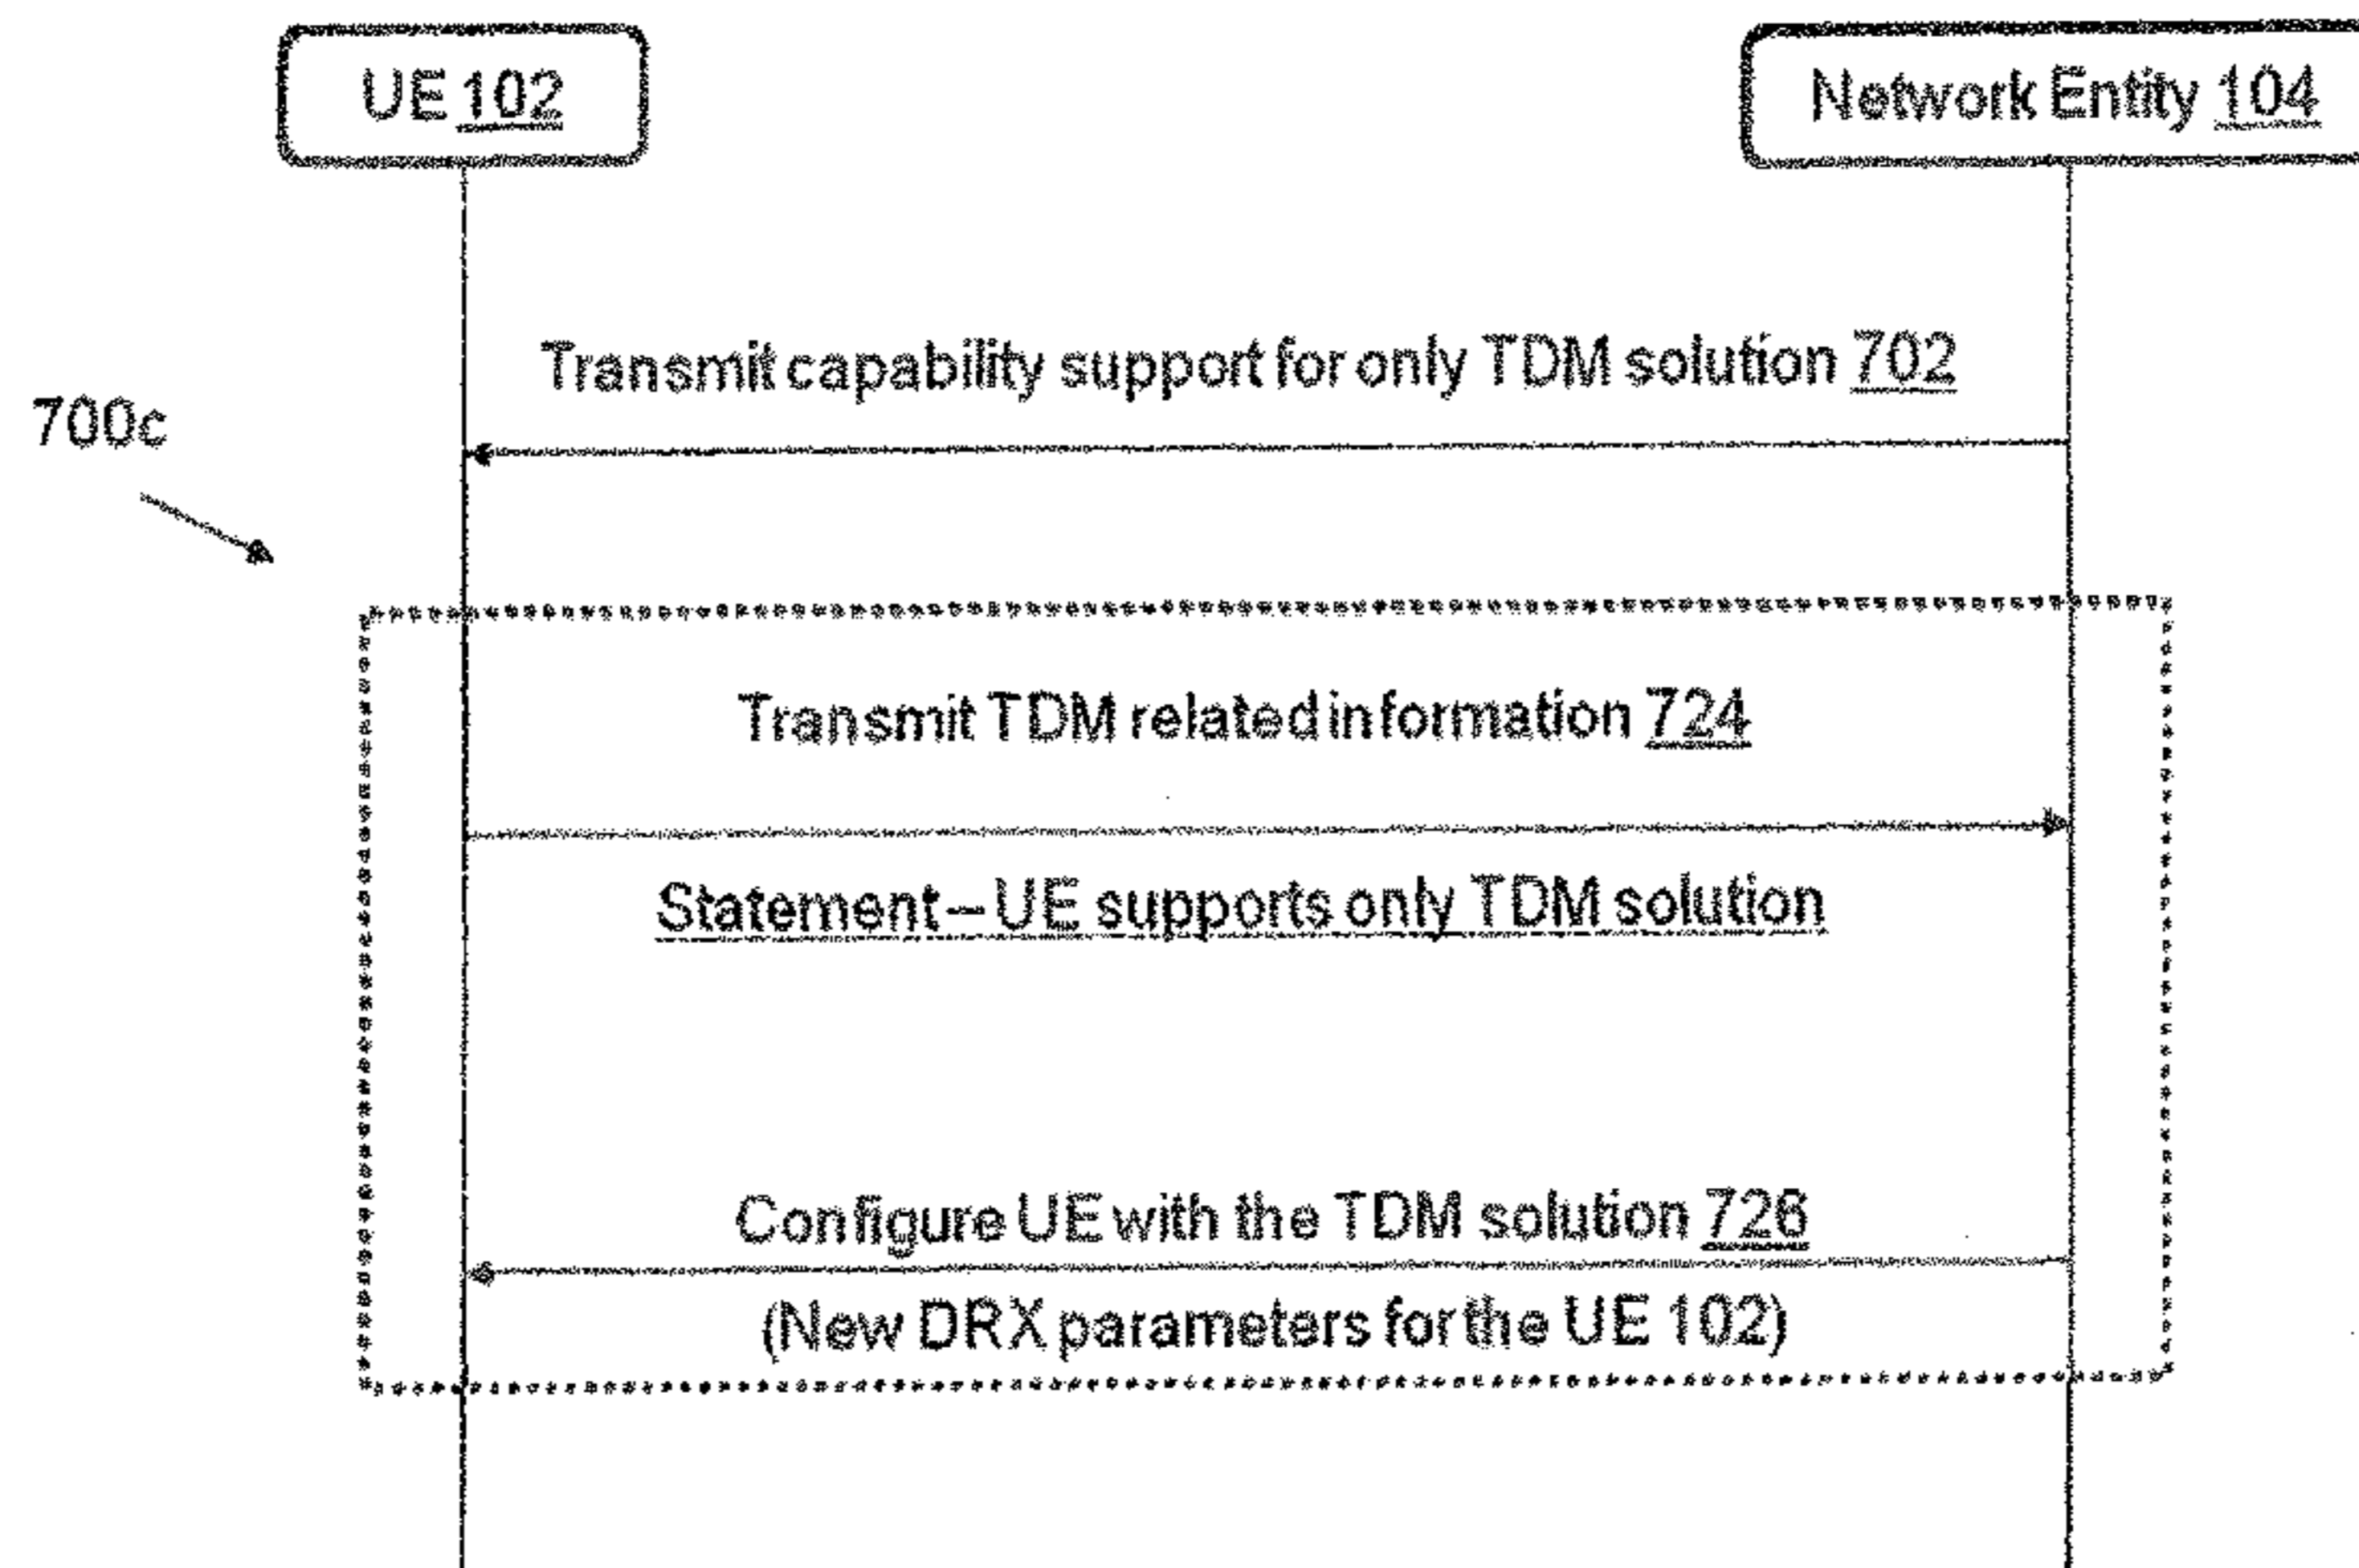 UE 102
Network Entity 104
Transmit capability support for only TDM solution 702
700c
Transmit TDM related information 724
Statement – UE supports only TDM solution
Configure UE with the TDM solution 726
(New DRX parameters for the UE 102)